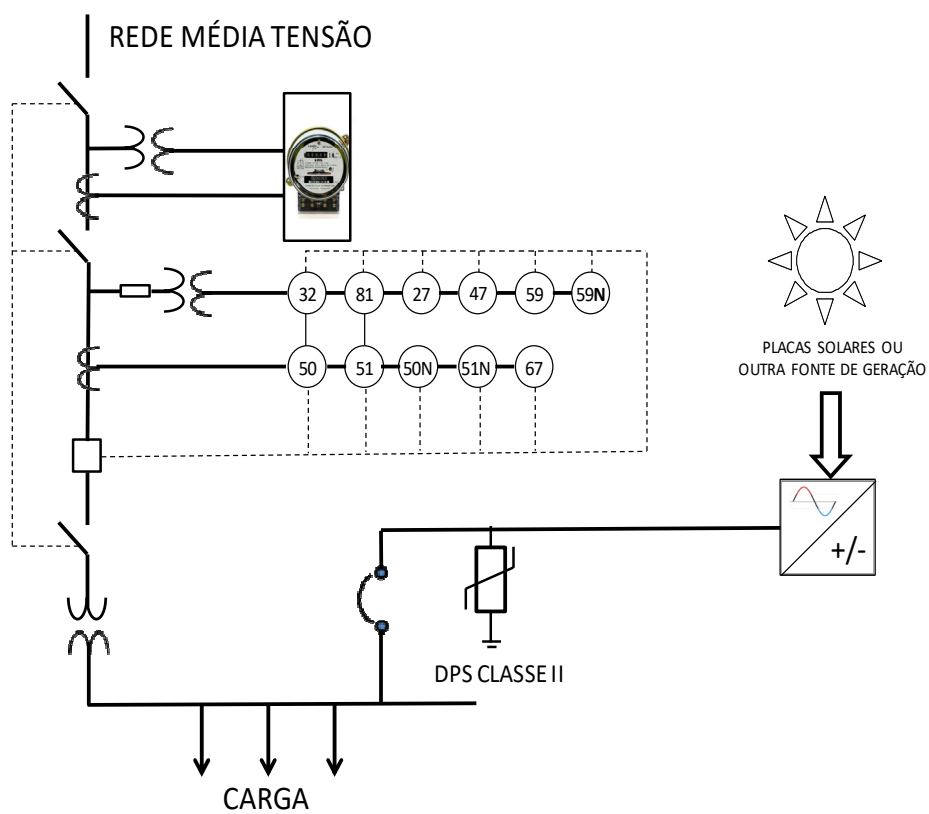 REDE MÉDIA TENSÃO
32 81 27 47 59 59N
50 51 50N 51N 67
PLACAS SOLARES OU
OUTRA FONTE DE GERAÇÃO
+/-
DPS CLASSE II
CARGA